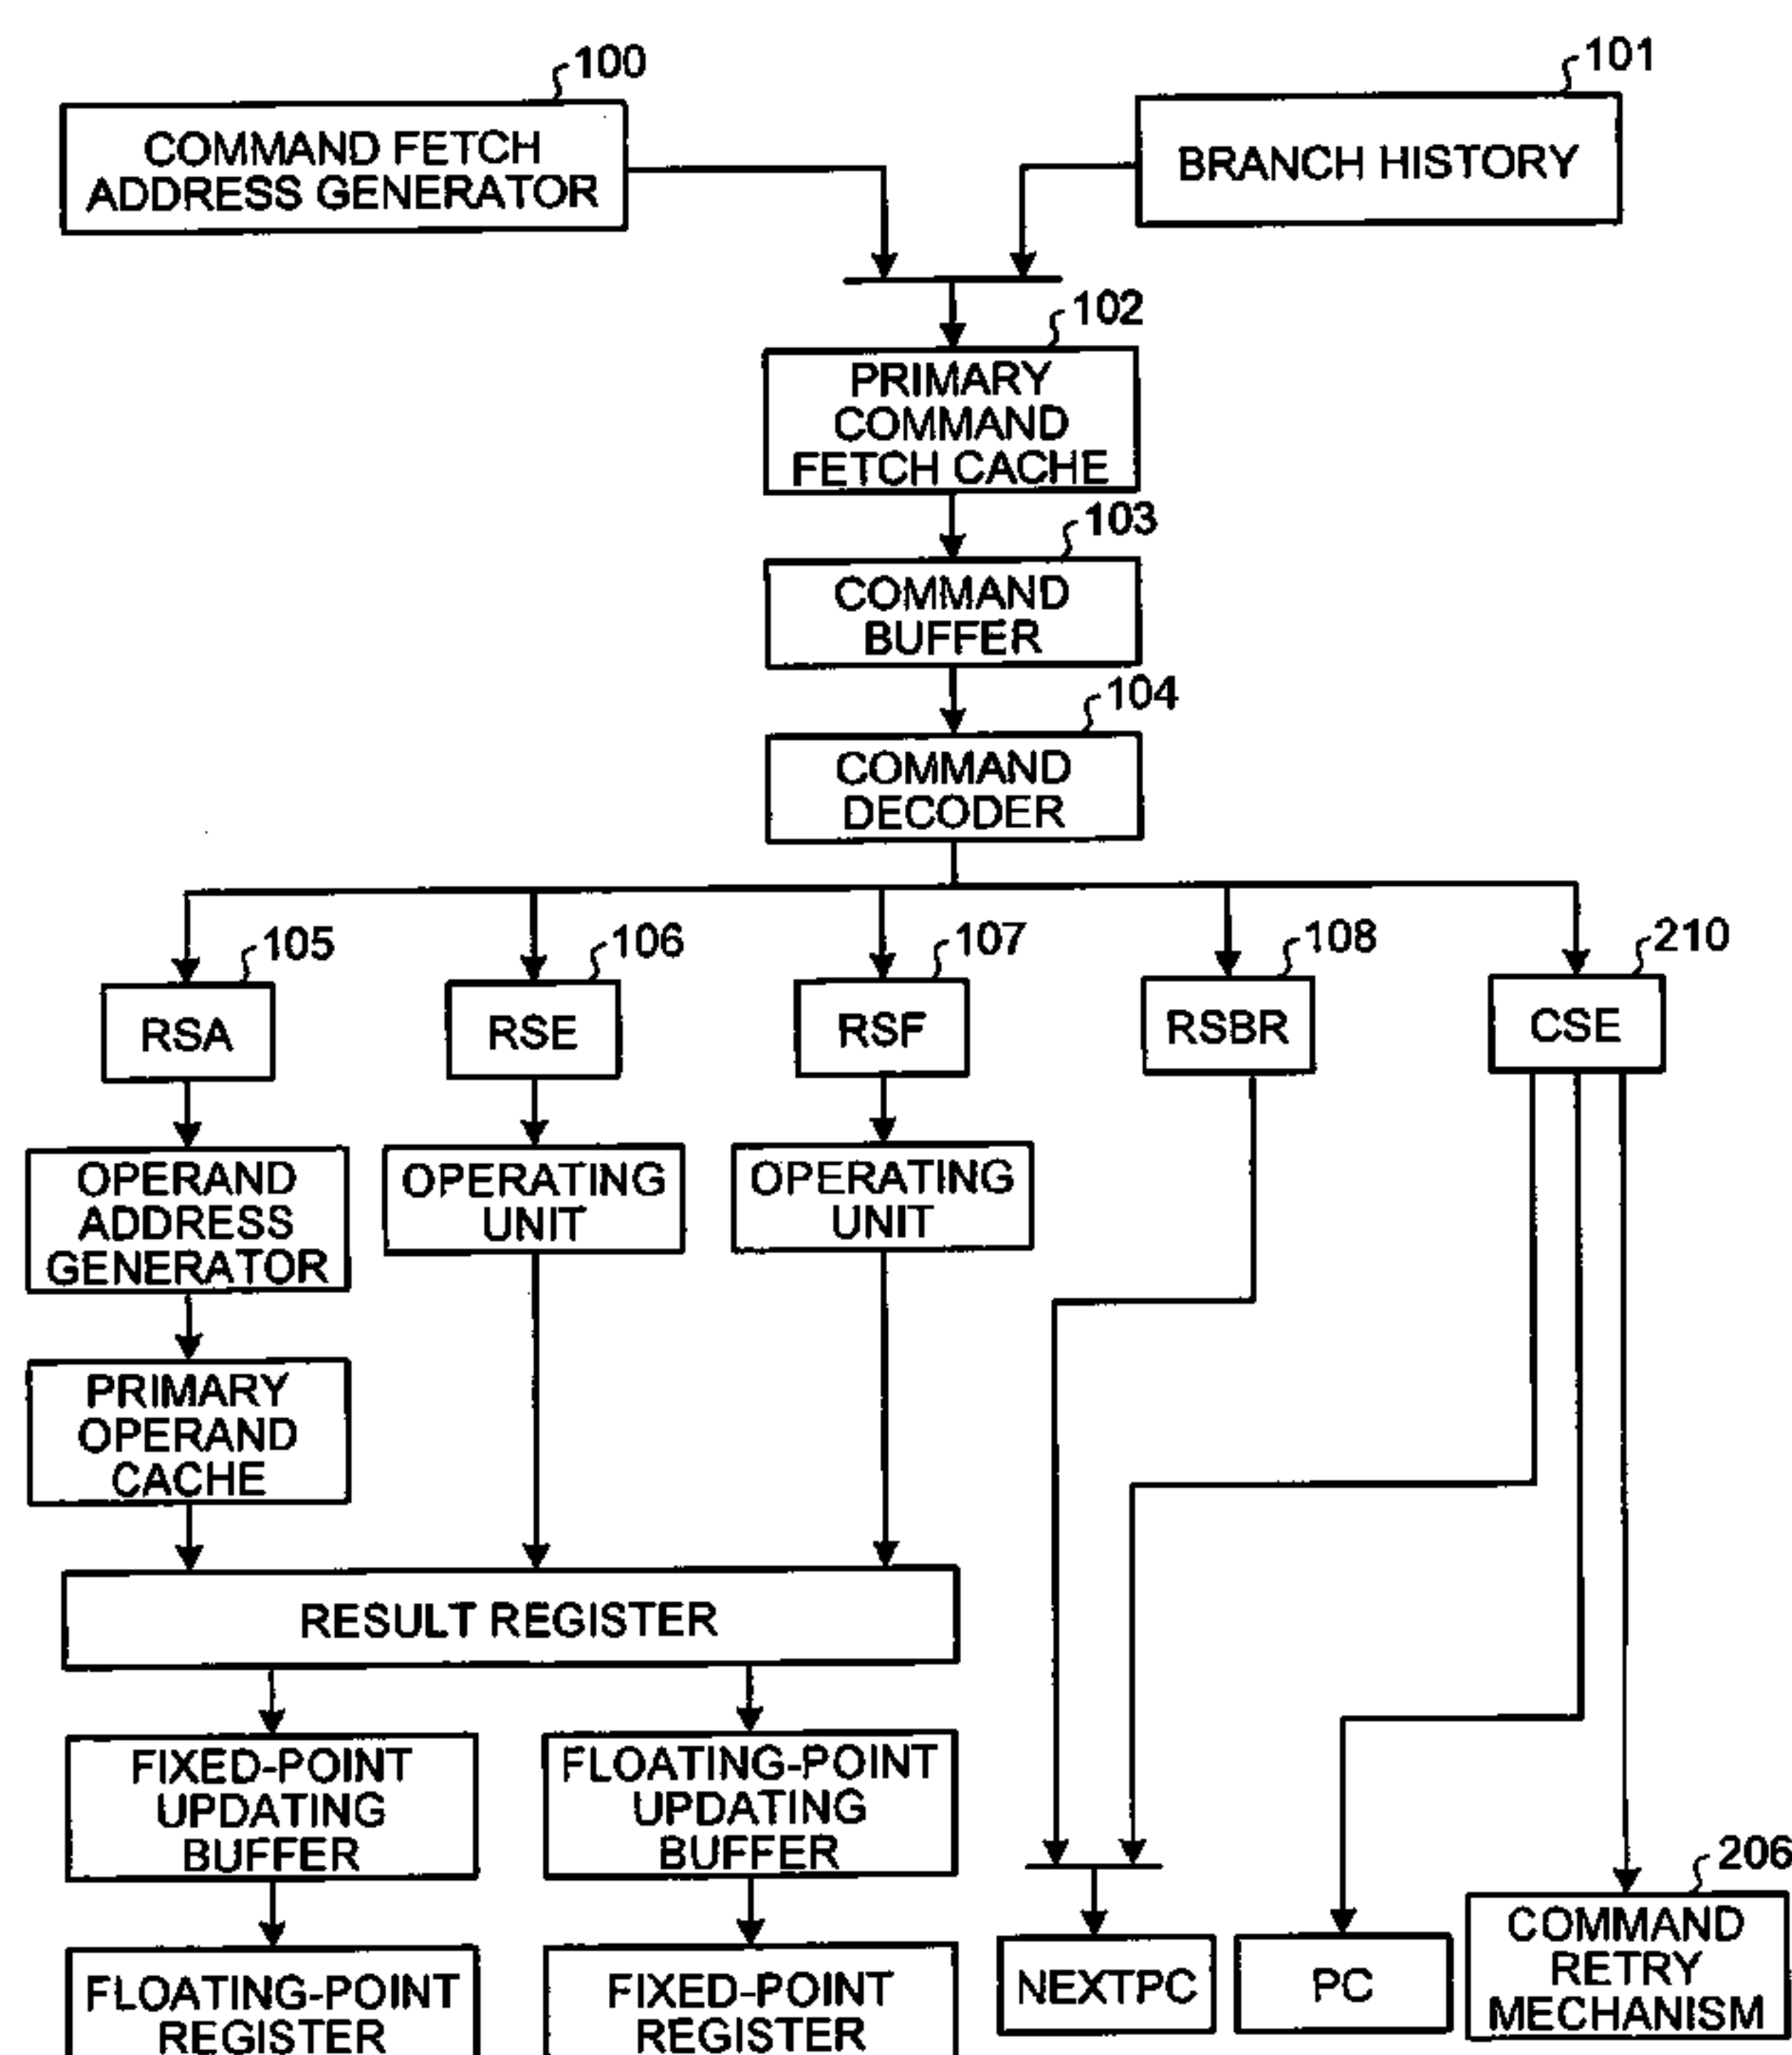 100
COMMAND FETCH
ADDRESS GENERATOR
101
BRANCH HISTORY
102
PRIMARY
COMMAND
FETCH CACHE
103
COMMAND
BUFFER
104
COMMAND
DECODER
105
RSA
106
RSE
107
RSF
108
RSBR
210
CSE
OPERAND
ADDRESS
GENERATOR
OPERATING
UNIT
OPERATING
UNIT
PRIMARY
OPERAND
CACHE
RESULT REGISTER
FIXED-POINT
UPDATING
BUFFER
FLOATING-POINT
UPDATING
BUFFER
FLOATING-POINT
REGISTER
FIXED-POINT
REGISTER
NEXTPC
PC
206
COMMAND
RETRY
MECHANISM